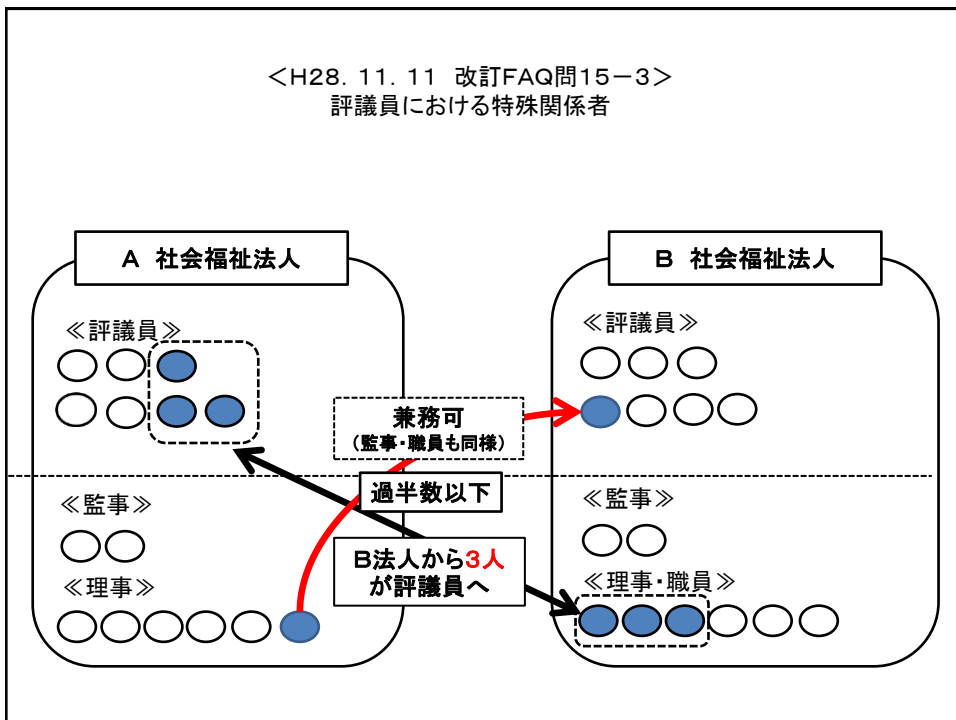 ＜H28．11．11　改訂FAQ問15－3＞
評議員における特殊関係者
A　社会福祉法人
≪評議員≫
≪監事≫
≪理事≫
兼務可
（監事・職員も同様）
過半数以下
B法人から3人
が評議員へ
B　社会福祉法人
≪評議員≫
≪監事≫
≪理事・職員≫